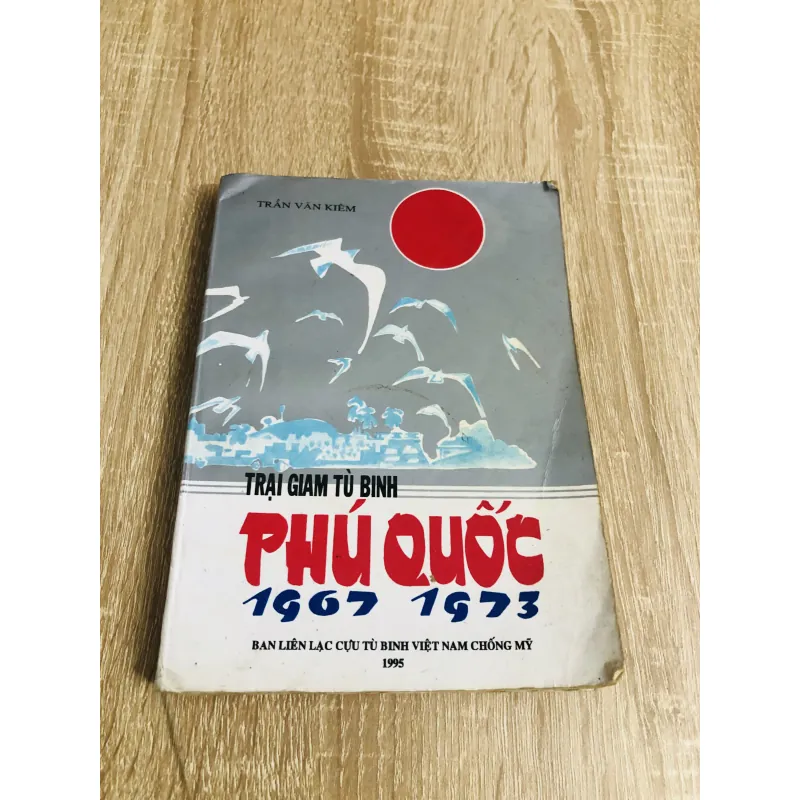 TRẦN VĂN KIÊM
TRẠI GIAM TÙ BINH
PHÚ QUỐC
1967 1973
BAN LIÊN LẠC CỰU TÙ BINH VIỆT NAM CHỐNG MỸ
1995